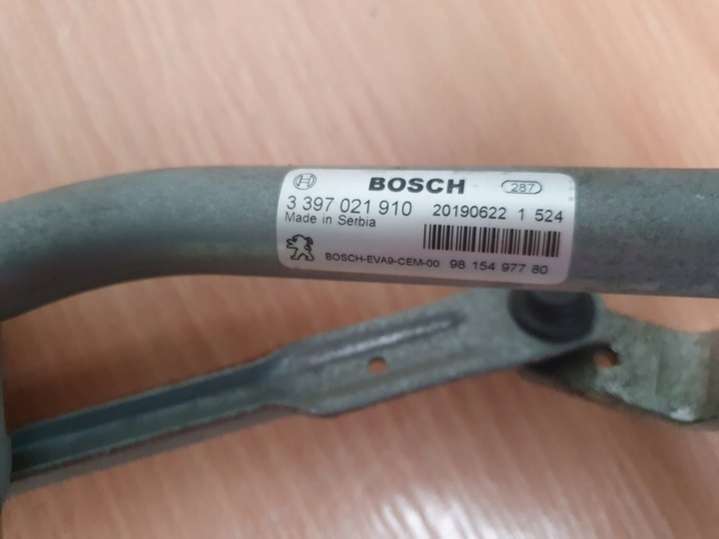 BOSCH 287
3 397 021 910 20190622 1 524
Made in Serbia
BOSCH-EVA9-CEM-00 98 154 977 80